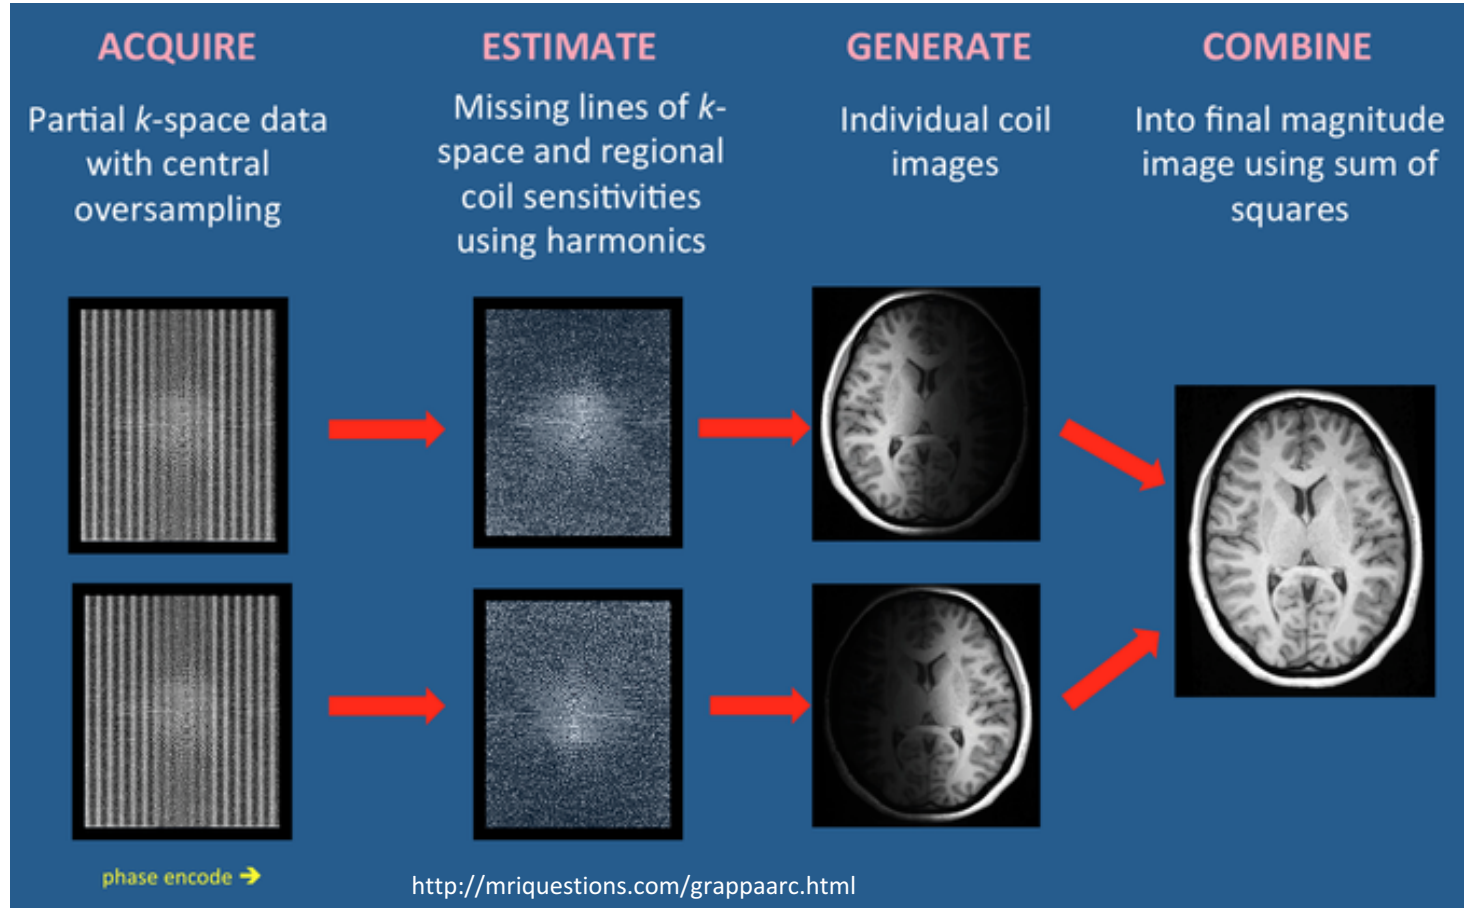 ACQUIRE
Partial k-space data
with central
oversampling
ESTIMATE
Missing lines of k-
space and regional
coil sensitivities
using harmonics
GENERATE
Individual coil
images
COMBINE
Into final magnitude
image using sum of
squares
phase encode →
http://mriquestions.com/grappaarc.html